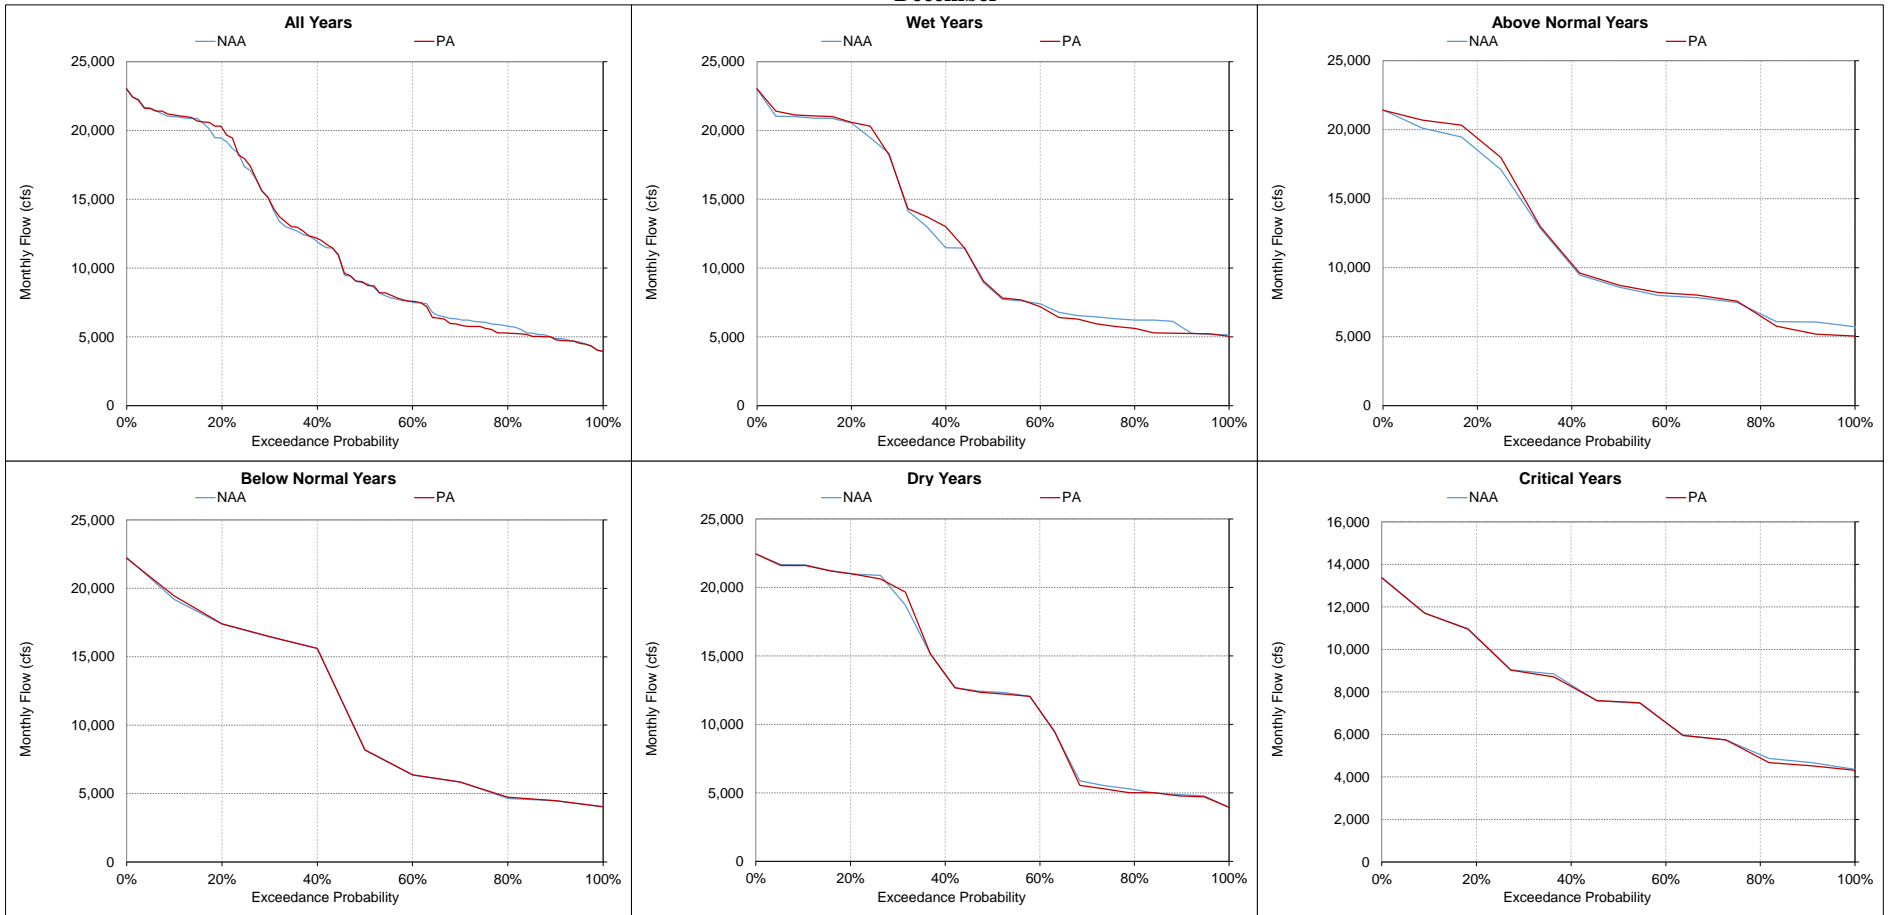 December
All Years
NAA PA
25,000
20,000
15,000
10,000
5,000
0
Monthly Flow (cfs)
0% 20% 40% 60% 80% 100%
Exceedance Probability
Wet Years
NAA PA
25,000
20,000
15,000
10,000
5,000
0
Monthly Flow (cfs)
0% 20% 40% 60% 80% 100%
Exceedance Probability
Above Normal Years
NAA PA
25,000
20,000
15,000
10,000
5,000
0
Monthly Flow (cfs)
0% 20% 40% 60% 80% 100%
Exceedance Probability
Below Normal Years
NAA PA
25,000
20,000
15,000
10,000
5,000
0
Monthly Flow (cfs)
0% 20% 40% 60% 80% 100%
Exceedance Probability
Dry Years
NAA PA
25,000
20,000
15,000
10,000
5,000
0
Monthly Flow (cfs)
0% 20% 40% 60% 80% 100%
Exceedance Probability
Critical Years
NAA PA
16,000
14,000
12,000
10,000
8,000
6,000
4,000
2,000
0
Monthly Flow (cfs)
0% 20% 40% 60% 80% 100%
Exceedance Probability